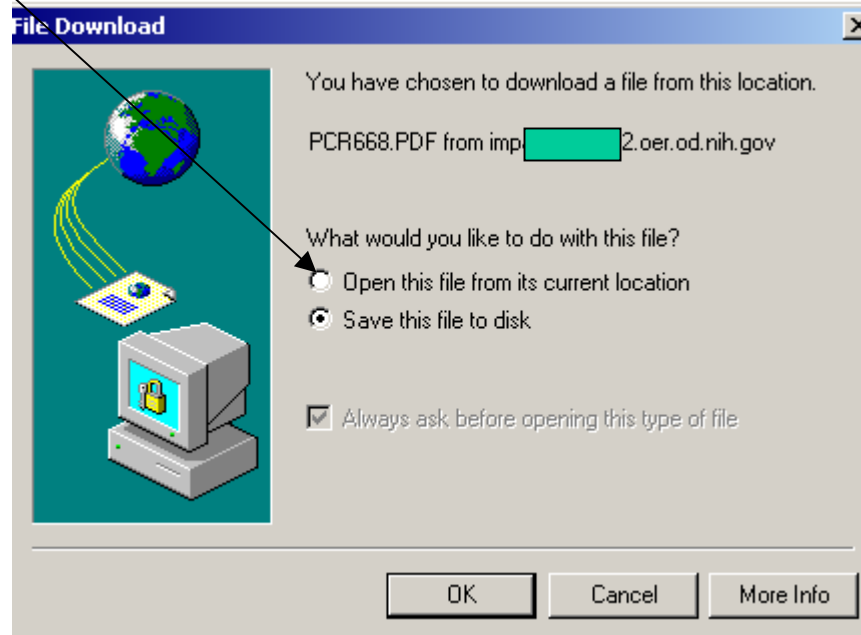 File Download
You have chosen to download a file from this location.
PCR668.PDF from imp 2.oer.od.nih.gov
What would you like to do with this file?
Open this file from its current location
Save this file to disk
Always ask before opening this type of file
OK Cancel More Info